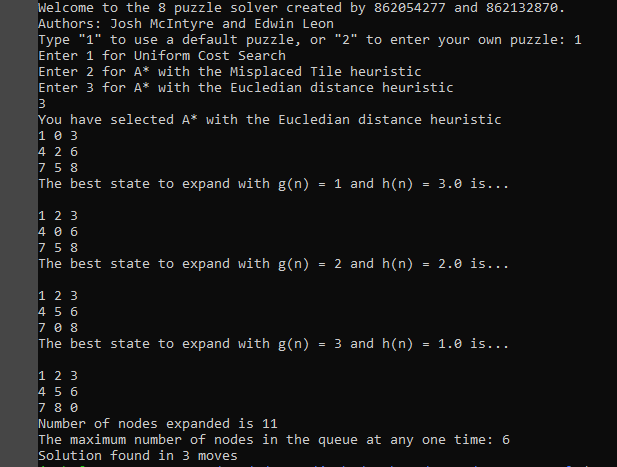 Welcome to the 8 puzzle solver created by 862054277 and 862132870.
Authors: Josh McIntyre and Edwin Leon
Type "1" to use a default puzzle, or "2" to enter your own puzzle: 1
Enter 1 for Uniform Cost Search
Enter 2 for A* with the Misplaced Tile heuristic
Enter 3 for A* with the Eucledian distance heuristic
3
You have selected A* with the Eucledian distance heuristic
1 0 3
4 2 6
7 5 8
The best state to expand with g(n) = 1 and h(n) = 3.0 is...
1 2 3
4 0 6
7 5 8
The best state to expand with g(n) = 2 and h(n) = 2.0 is...
1 2 3
4 5 6
7 0 8
The best state to expand with g(n) = 3 and h(n) = 1.0 is...
1 2 3
4 5 6
7 8 0
Number of nodes expanded is 11
The maximum number of nodes in the queue at any one time: 6
Solution found in 3 moves